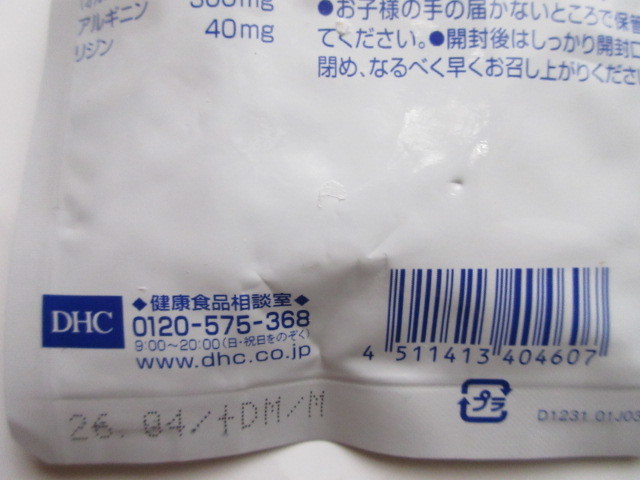 300mg
アルギニン 40mg
リジン
●お子様の手の届かないところで保管
てください。●開封後はしっかり開封口
閉め、なるべく早くお召し上がりくださ
DHC
◆健康食品相談室◆
0120-575-368
9:00~20:00(日・祝日をのぞく)
www.dhc.co.jp
4 511413 404607
プラ
26. 04/†DM/M
D1231 01J03